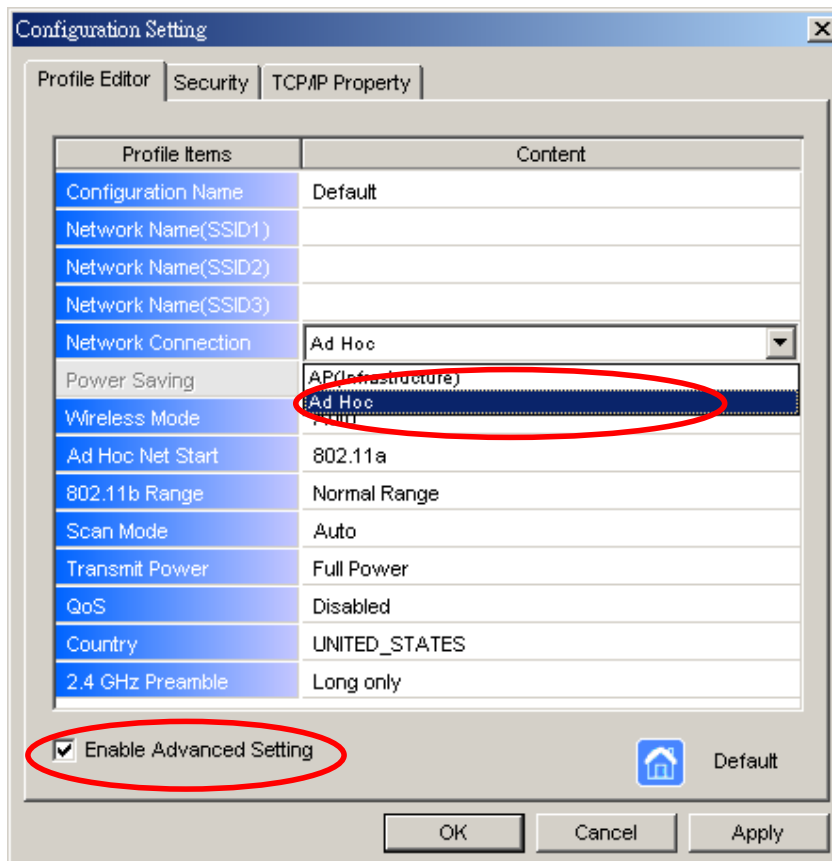 Configuration Setting
Profile Editor Security TCP/IP Property
Profile Items Content
Configuration Name Default
Network Name(SSID1)
Network Name(SSID2)
Network Name(SSID3)
Network Connection Ad Hoc
AP(Infrastructure)
Power Saving
Ad Hoc
Wireless Mode Auto
Ad Hoc Net Start 802.11a
802.11b Range Normal Range
Scan Mode Auto
Transmit Power Full Power
QoS Disabled
Country UNITED_STATES
2.4 GHz Preamble Long only
Enable Advanced Setting Default
OK Cancel Apply